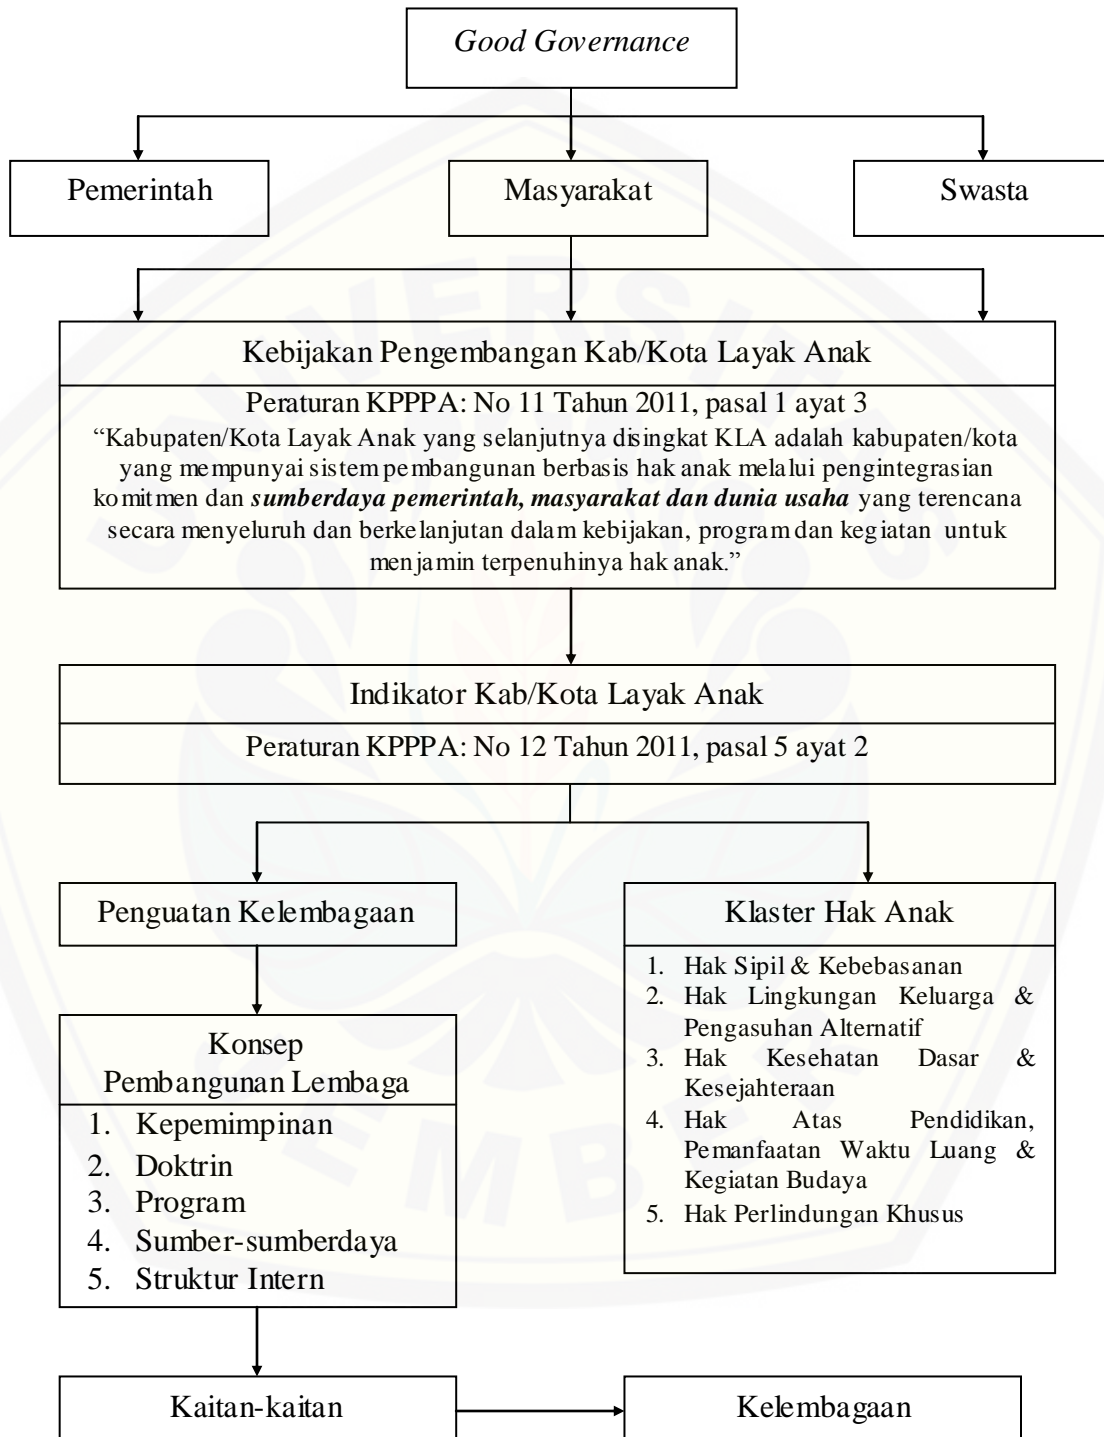 Good Governance
Pemerintah
Masyarakat
Swasta
Kebijakan Pengembangan Kab/Kota Layak Anak
Peraturan KPPPA: No 11 Tahun 2011, pasal 1 ayat 3
“Kabupaten/Kota Layak Anak yang selanjutnya disingkat KLA adalah kabupaten/kota
yang mempunyai sistem pembangunan berbasis hak anak melalui pengintegrasian
komitmen dan sumberdaya pemerintah, masyarakat dan dunia usaha yang terencana
secara menyeluruh dan berkelanjutan dalam kebijakan, program dan kegiatan untuk
menjamin terpenuhinya hak anak.”
Indikator Kab/Kota Layak Anak
Peraturan KPPPA: No 12 Tahun 2011, pasal 5 ayat 2
Penguatan Kelembagaan
Konsep
Pembangunan Lembaga
1. Kepemimpinan
2. Doktrin
3. Program
4. Sumber-sumberdaya
5. Struktur Intern
Klaster Hak Anak
1. Hak Sipil & Kebebasanan
2. Hak Lingkungan Keluarga &
Pengasuhan Alternatif
3. Hak Kesehatan Dasar &
Kesejahteraan
4. Hak Atas Pendidikan,
Pemanfaatan Waktu Luang &
Kegiatan Budaya
5. Hak Perlindungan Khusus
Kaitan-kaitan
Kelembagaan
UNIVERSITAS
JEMBER